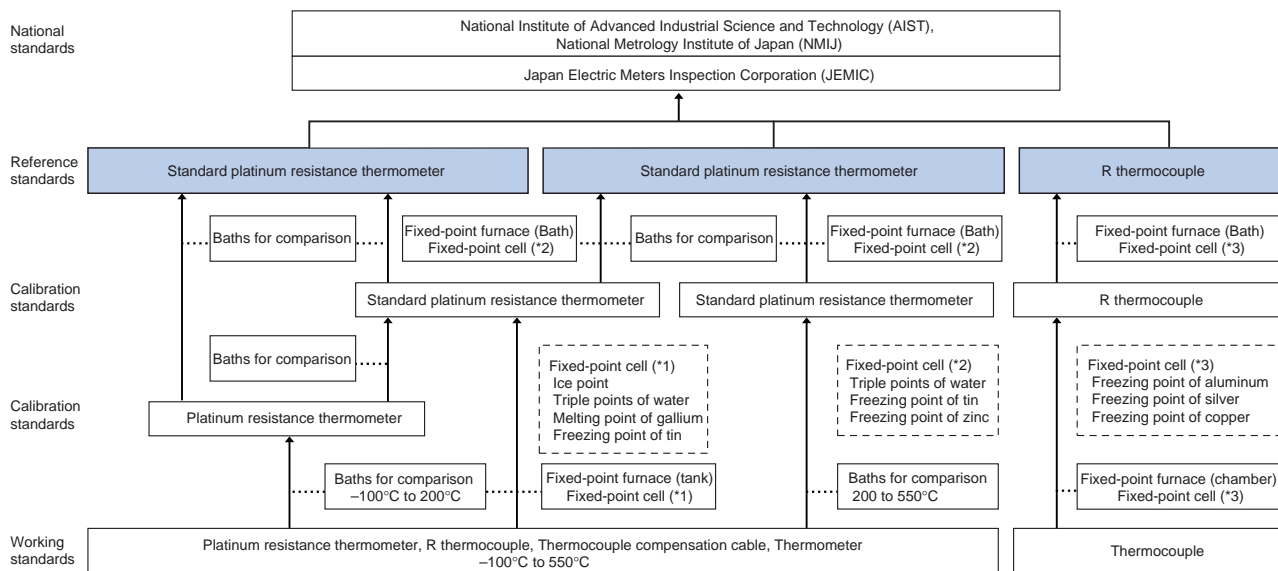 National
standards
National Institute of Advanced Industrial Science and Technology (AIST),
National Metrology Institute of Japan (NMIJ)
Japan Electric Meters Inspection Corporation (JEMIC)
Reference
standards
Standard platinum resistance thermometer
Standard platinum resistance thermometer
R thermocouple
Baths for comparison
Fixed-point furnace (Bath)
Fixed-point cell (*2)
Baths for comparison
Fixed-point furnace (Bath)
Fixed-point cell (*2)
Fixed-point furnace (Bath)
Fixed-point cell (*3)
Calibration
standards
Standard platinum resistance thermometer
Standard platinum resistance thermometer
R thermocouple
Baths for comparison
Fixed-point cell (*1)
Ice point
Triple points of water
Melting point of gallium
Freezing point of tin
Fixed-point cell (*2)
Triple points of water
Freezing point of tin
Freezing point of zinc
Fixed-point cell (*3)
Freezing point of aluminum
Freezing point of silver
Freezing point of copper
Calibration
standards
Platinum resistance thermometer
Baths for comparison
–100°C to 200°C
Fixed-point furnace (tank)
Fixed-point cell (*1)
Baths for comparison
200 to 550°C
Fixed-point furnace (chamber)
Fixed-point cell (*3)
Working
standards
Platinum resistance thermometer, R thermocouple, Thermocouple compensation cable, Thermometer
–100°C to 550°C
Thermocouple